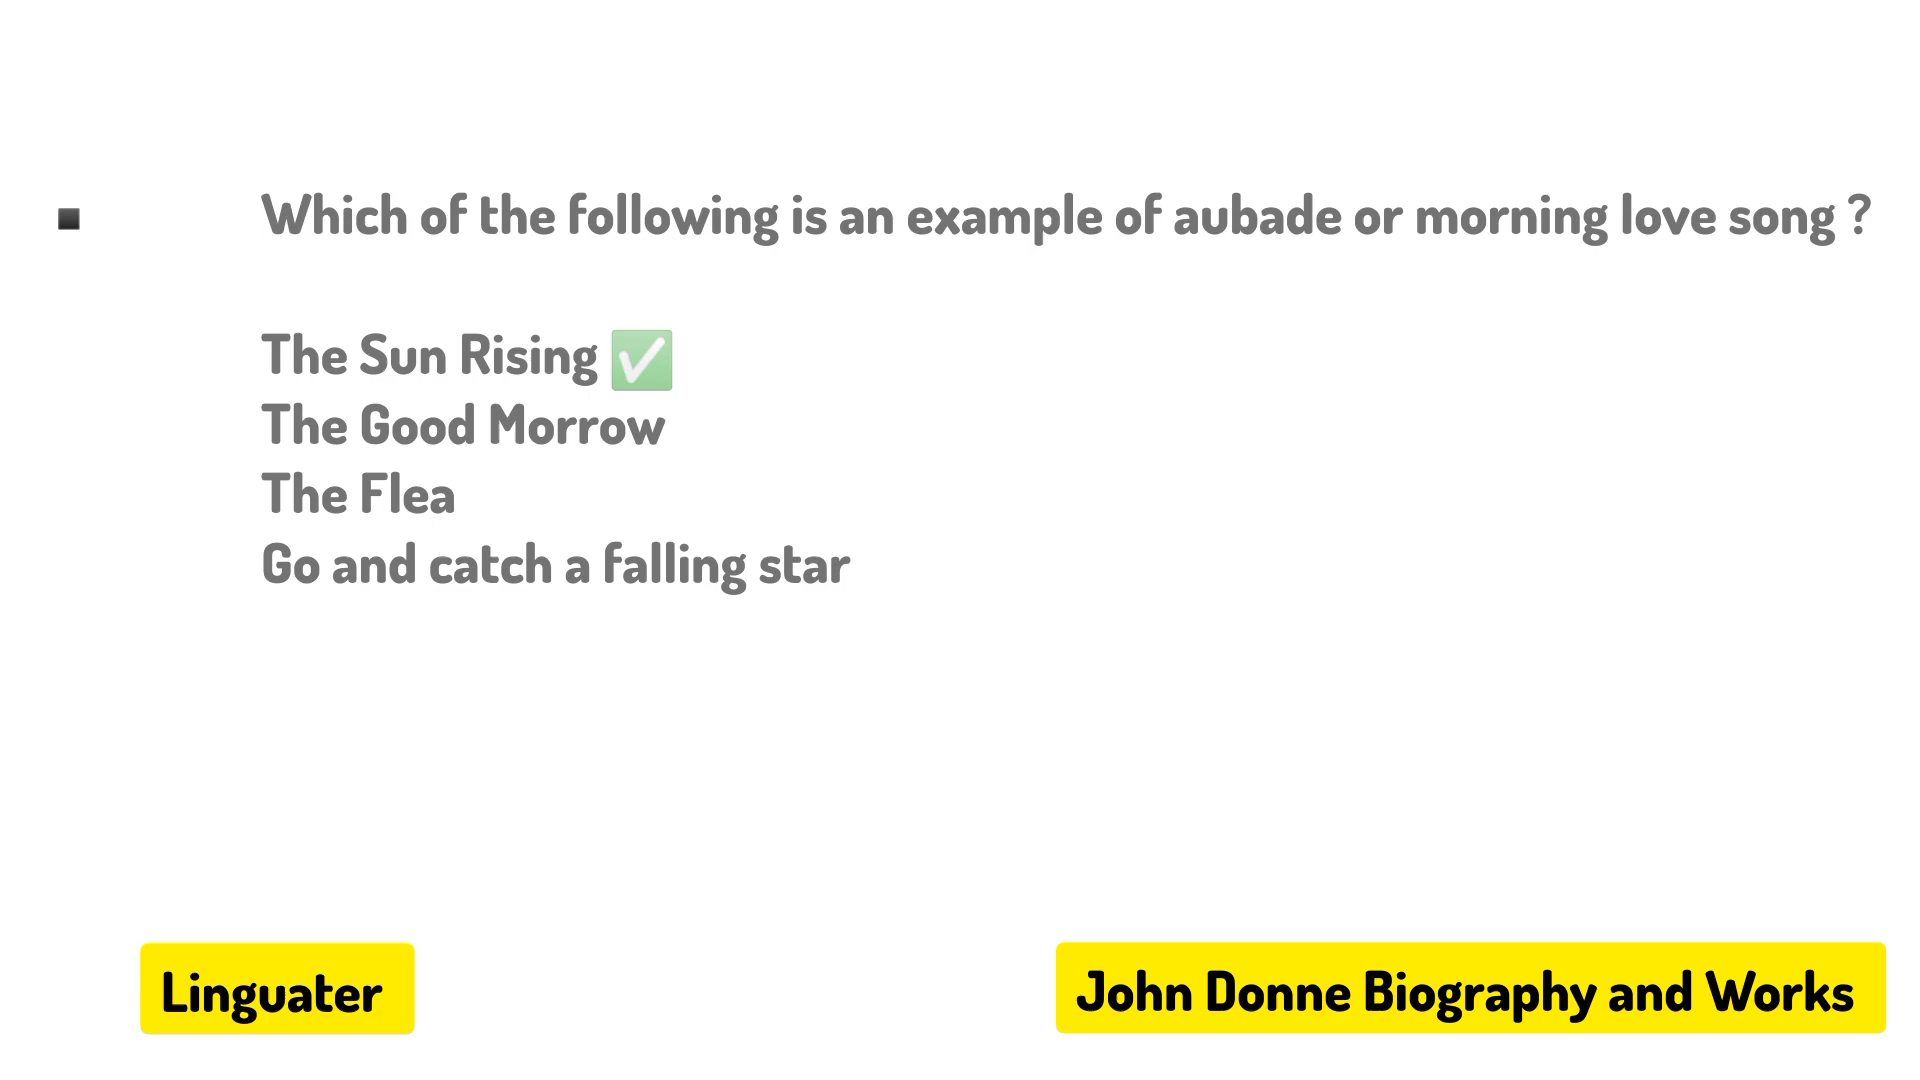 Which of the following is an example of aubade or morning love song ?
The Sun Rising ✅
The Good Morrow
The Flea
Go and catch a falling star
Linguater
John Donne Biography and Works